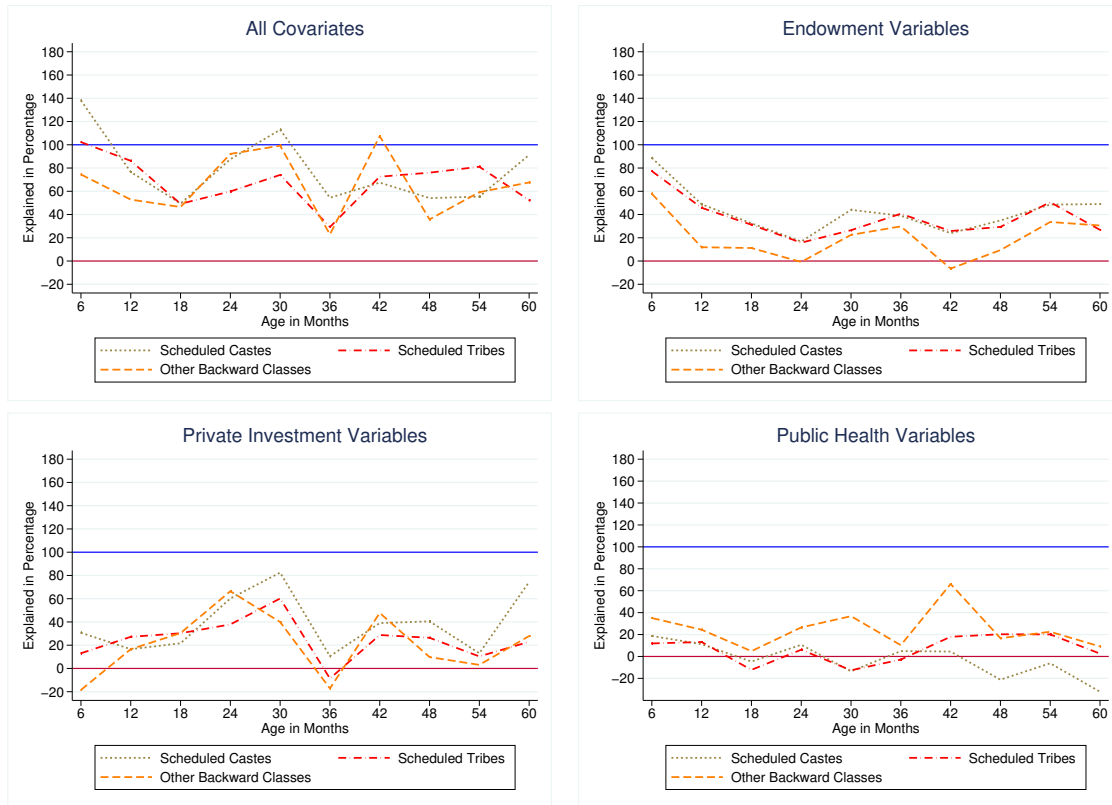 All Covariates
180
160
140
120
100
80
60
40
20
0
−20
Explained in Percentage
6 12 18 24 30 36 42 48 54 60
Age in Months
Scheduled Castes Scheduled Tribes
Other Backward Classes
Endowment Variables
180
160
140
120
100
80
60
40
20
0
−20
Explained in Percentage
6 12 18 24 30 36 42 48 54 60
Age in Months
Scheduled Castes Scheduled Tribes
Other Backward Classes
Private Investment Variables
180
160
140
120
100
80
60
40
20
0
−20
Explained in Percentage
6 12 18 24 30 36 42 48 54 60
Age in Months
Scheduled Castes Scheduled Tribes
Other Backward Classes
Public Health Variables
180
160
140
120
100
80
60
40
20
0
−20
Explained in Percentage
6 12 18 24 30 36 42 48 54 60
Age in Months
Scheduled Castes Scheduled Tribes
Other Backward Classes